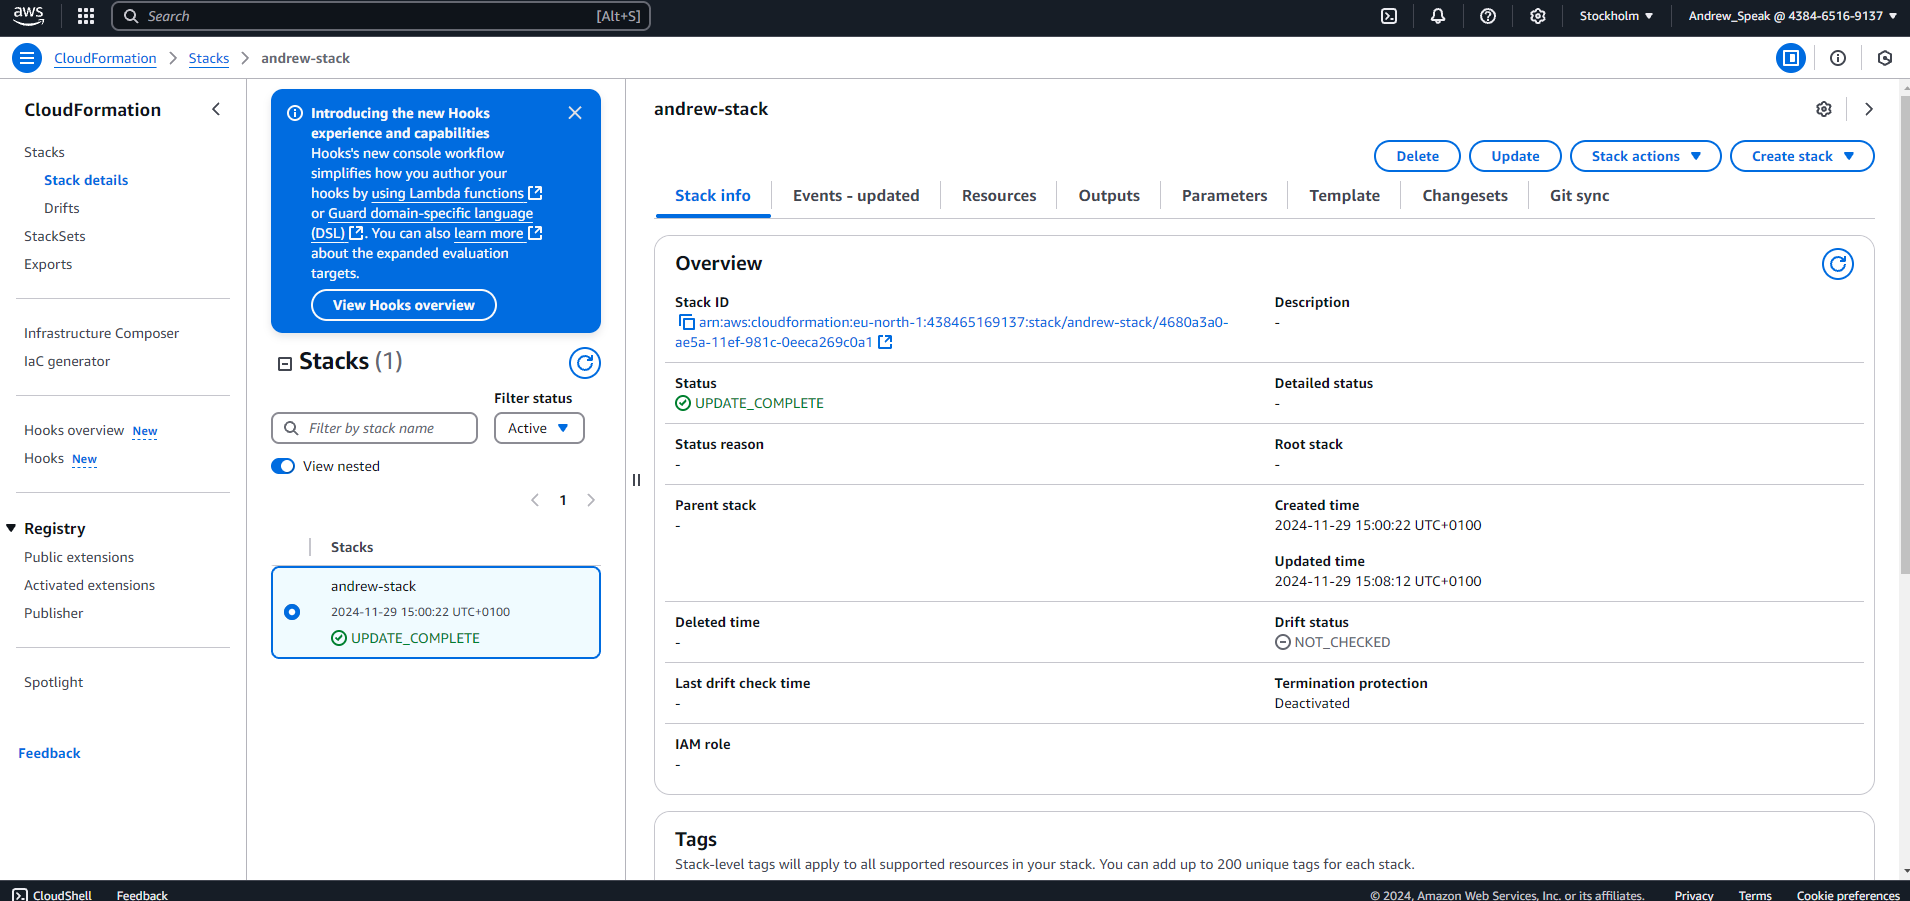 aws
Search [Alt+S]
Stockholm
Andrew_Speak @ 4384-6516-9137
CloudFormation
Stacks
andrew-stack
CloudFormation
Stacks
Stack details
Drifts
StackSets
Exports
Infrastructure Composer
IaC generator
Hooks overview New
Hooks New
Registry
Public extensions
Activated extensions
Publisher
Spotlight
Feedback
Introducing the new Hooks
experience and capabilities
Hooks's new console workflow
simplifies how you author your
hooks by using Lambda functions
or Guard domain-specific language
(DSL). You can also learn more
about the expanded evaluation
targets.
View Hooks overview
Stacks (1)
Filter status
Filter by stack name
Active
View nested
1
Stacks
andrew-stack
2024-11-29 15:00:22 UTC+0100
UPDATE_COMPLETE
andrew-stack
Delete
Update
Stack actions
Create stack
Stack info
Events - updated
Resources
Outputs
Parameters
Template
Changesets
Git sync
Overview
Stack ID
arn:aws:cloudformation:eu-north-1:438465169137:stack/andrew-stack/4680a3a0-
ae5a-11ef-981c-0eeca269c0a1
Description
-
Status
UPDATE_COMPLETE
Detailed status
-
Status reason
-
Root stack
-
Parent stack
-
Created time
2024-11-29 15:00:22 UTC+0100
Updated time
2024-11-29 15:08:12 UTC+0100
Deleted time
-
Drift status
NOT_CHECKED
Last drift check time
-
Termination protection
Deactivated
IAM role
-
Tags
Stack-level tags will apply to all supported resources in your stack. You can add up to 200 unique tags for each stack.
CloudShell
Feedback
© 2024, Amazon Web Services, Inc. or its affiliates.
Privacy
Terms
Cookie preferences